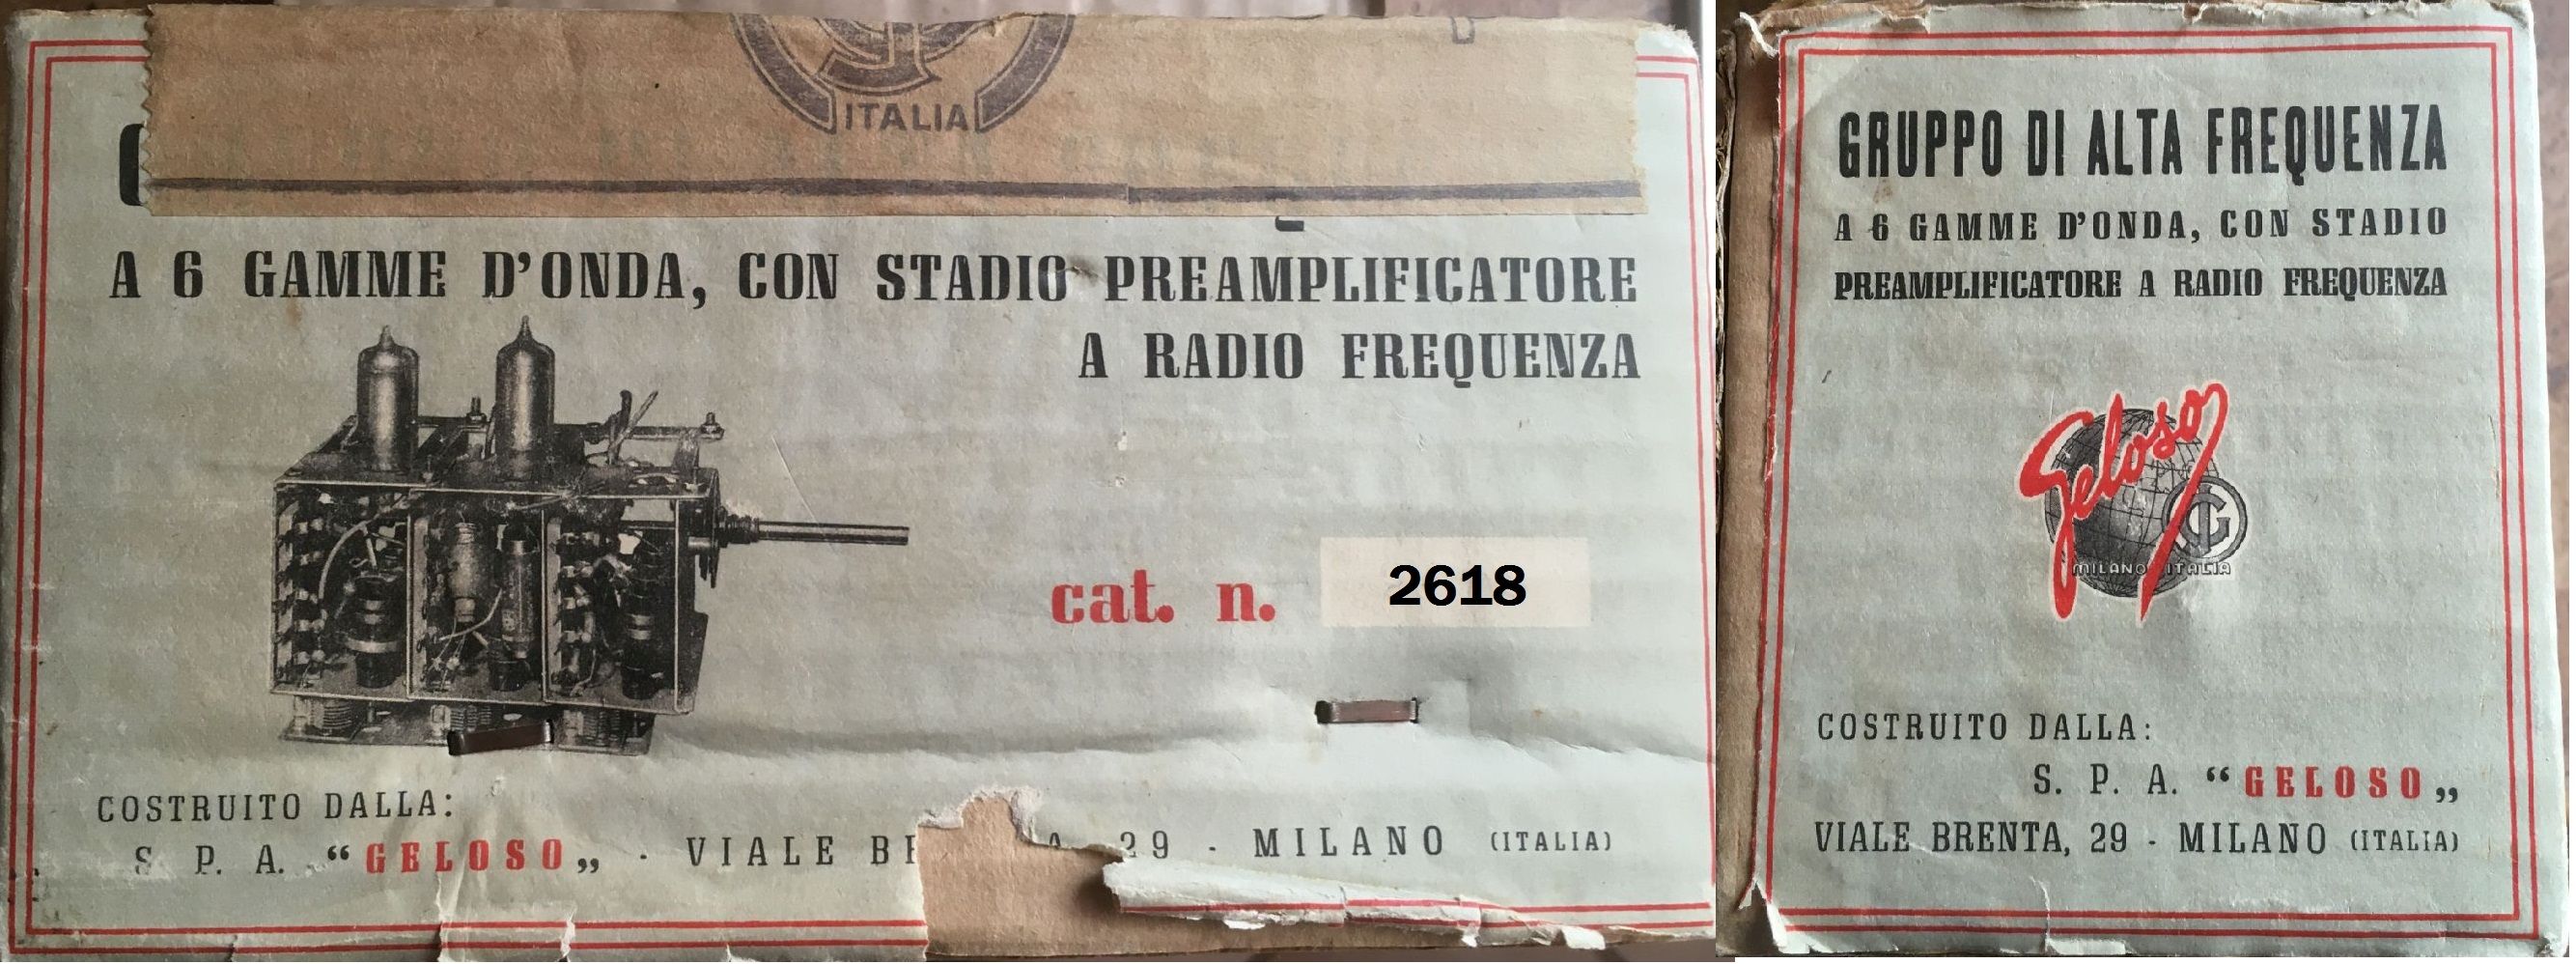 ITALIA
A 6 GAMME D'ONDA, CON STADIO PREAMPLIFICATORE
A RADIO FREQUENZA
cat. n. 2618
COSTRUITO DALLA:
S. P. A. “GELOSO„ - VIALE 29 - MILANO (ITALIA)
GRUPPO DI ALTA FREQUENZA
A 6 GAMME D'ONDA, CON STADIO
PREAMPLIFICATORE A RADIO FREQUENZA
Geloso
MILANO ITALIA
COSTRUITO DALLA:
S. P. A. “GELOSO„
VIALE BRENTA, 29 - MILANO (ITALIA)